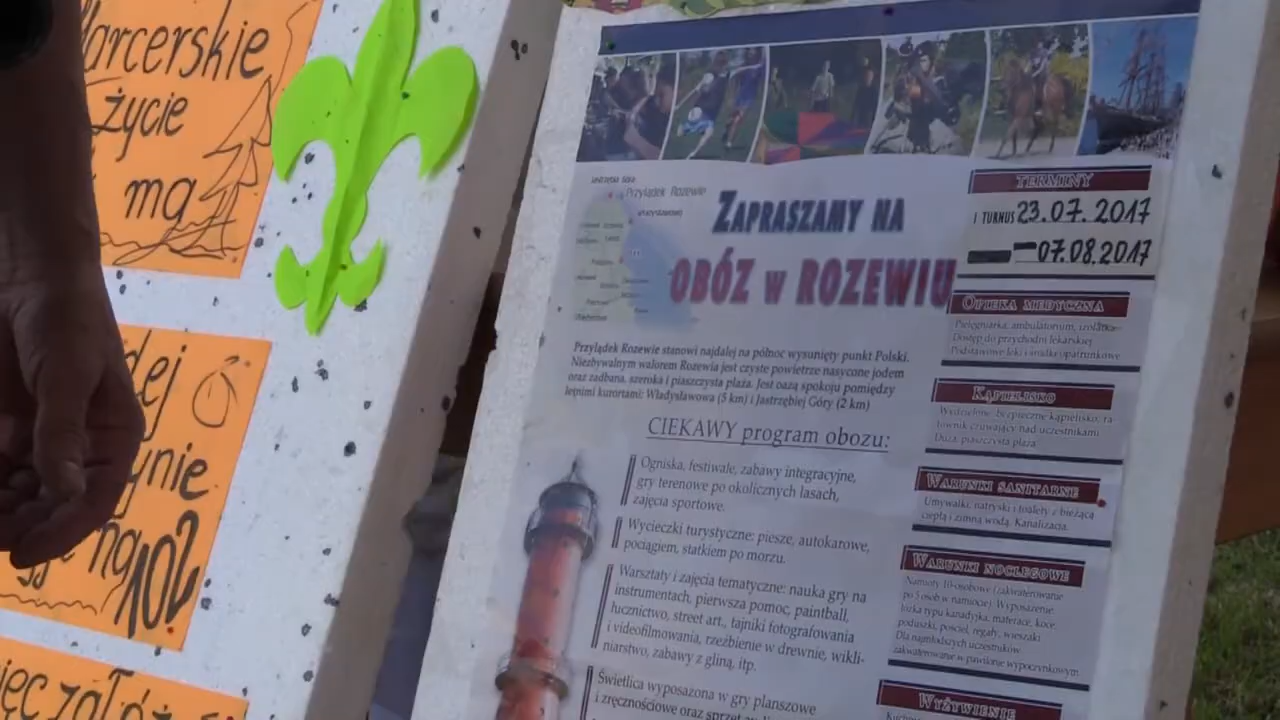 Harcerskie
życie
ma
ynie
na
Jastrzębia Góra
Przylądek Rozewie
ZAPRASZAMY NA
OBÓZ w ROZEWIU
Przylądek Rozewie stanowi najdalej na północ wysunięty punkt Polski.
Niezbywalnym walorem Rozewia jest czyste powietrze nasycone jodem
oraz zadbana, szeroka i piaszczysta plaża. Jest oazą spokoju pomiędzy
letnimi kurortami: Władysławowa (5 km) i Jastrzębiej Góry (2 km)
CIEKAWY program obozu:
Ogniska, festiwale, zabawy integracyjne,
gry terenowe po okolicznych lasach,
zajęcia sportowe.
Wycieczki turystyczne: piesze, autokarowe,
pociągiem, statkiem po morzu.
Warsztaty i zajęcia tematyczne: nauka gry na
instrumentach, pierwsza pomoc, paintball,
łucznictwo, street art., tajniki fotografowania
i videofilmowania, rzeźbienie w drewnie, wikli-
niarstwo, zabawy z gliną, itp.
Świetlica wyposażona w gry planszowe
i zręcznościowe oraz
TERMINY
I TURNUS 23.07.2017
– 07.08.2017
OPIEKA MEDYCZNA
Pielęgniarka, ambulatorium, izolatka
Dostęp do przychodni lekarskiej
Podstawowe leki i środki opatrunkowe
KĄPIELISKO
Wydzielone, bezpieczne kąpielisko, ra-
townik czuwający nad uczestnikami
Duża, piaszczysta plaża
WARUNKI SANITARNE
Umywalki, natryski i toalety z bieżącą
ciepłą i zimną wodą. Kanalizacja.
WARUNKI NOCLEGOWE
Namioty 10-osobowe (zakwaterowanie
po 5 osób w namiocie). Wyposażenie:
łóżka typu kanadyjka, materace, koce,
poduszki, pościel, regały, wieszaki
Dla najmłodszych uczestników
zakwaterowanie w pawilonie wypoczynkowym
WYŻYWIENIE